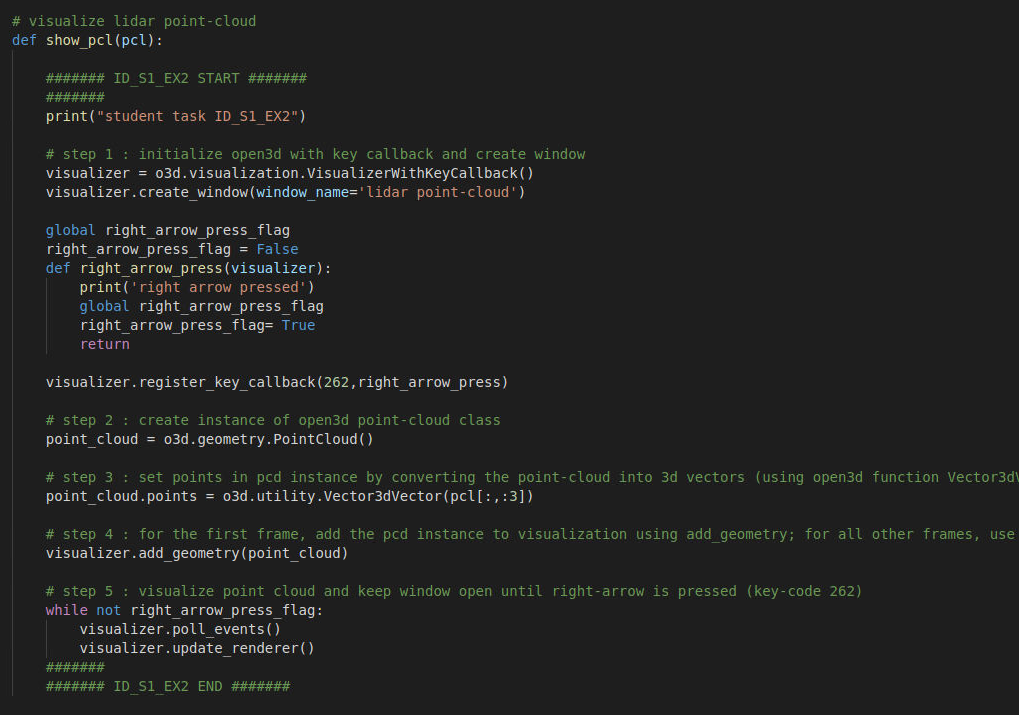 # visualize lidar point-cloud
def show_pcl(pcl):
####### ID_S1_EX2 START #######
#######
print("student task ID_S1_EX2")
# step 1 : initialize open3d with key callback and create window
visualizer = o3d.visualization.VisualizerWithKeyCallback()
visualizer.create_window(window_name='lidar point-cloud')
global right_arrow_press_flag
right_arrow_press_flag = False
def right_arrow_press(visualizer):
print('right arrow pressed')
global right_arrow_press_flag
right_arrow_press_flag= True
return
visualizer.register_key_callback(262,right_arrow_press)
# step 2 : create instance of open3d point-cloud class
point_cloud = o3d.geometry.PointCloud()
# step 3 : set points in pcd instance by converting the point-cloud into 3d vectors (using open3d function Vector3dV
point_cloud.points = o3d.utility.Vector3dVector(pcl[:,:3])
# step 4 : for the first frame, add the pcd instance to visualization using add_geometry; for all other frames, use
visualizer.add_geometry(point_cloud)
# step 5 : visualize point cloud and keep window open until right-arrow is pressed (key-code 262)
while not right_arrow_press_flag:
visualizer.poll_events()
visualizer.update_renderer()
#######
####### ID_S1_EX2 END #######